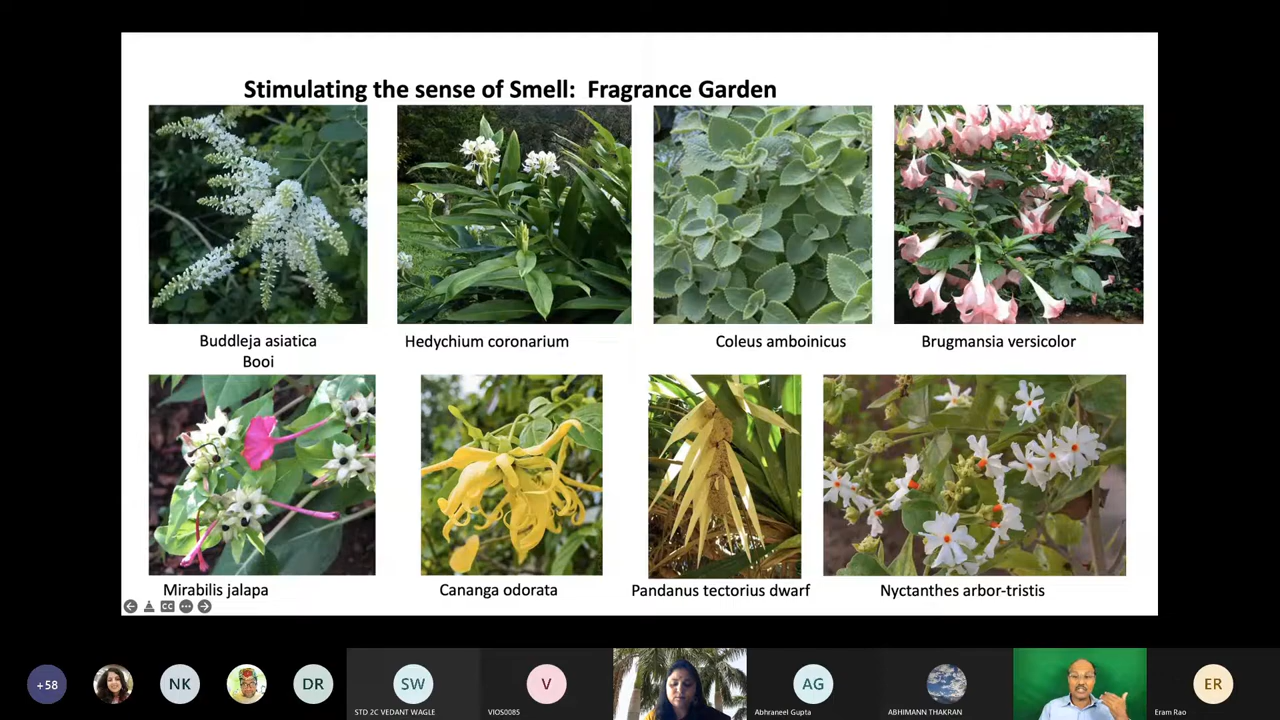 Stimulating the sense of Smell: Fragrance Garden
Buddleja asiatica
Booi
Hedychium coronarium
Coleus amboinicus
Brugmansia versicolor
Mirabilis jalapa
Cananga odorata
Pandanus tectorius dwarf
Nyctanthes arbor-tristis
CC
+58
NK
DR
SW
STD 2C VEDANT WAGLE
V
VIOS0085
AG
Abhraneel Gupta
ABHIMANN THAKRAN
ER
Eram Rao